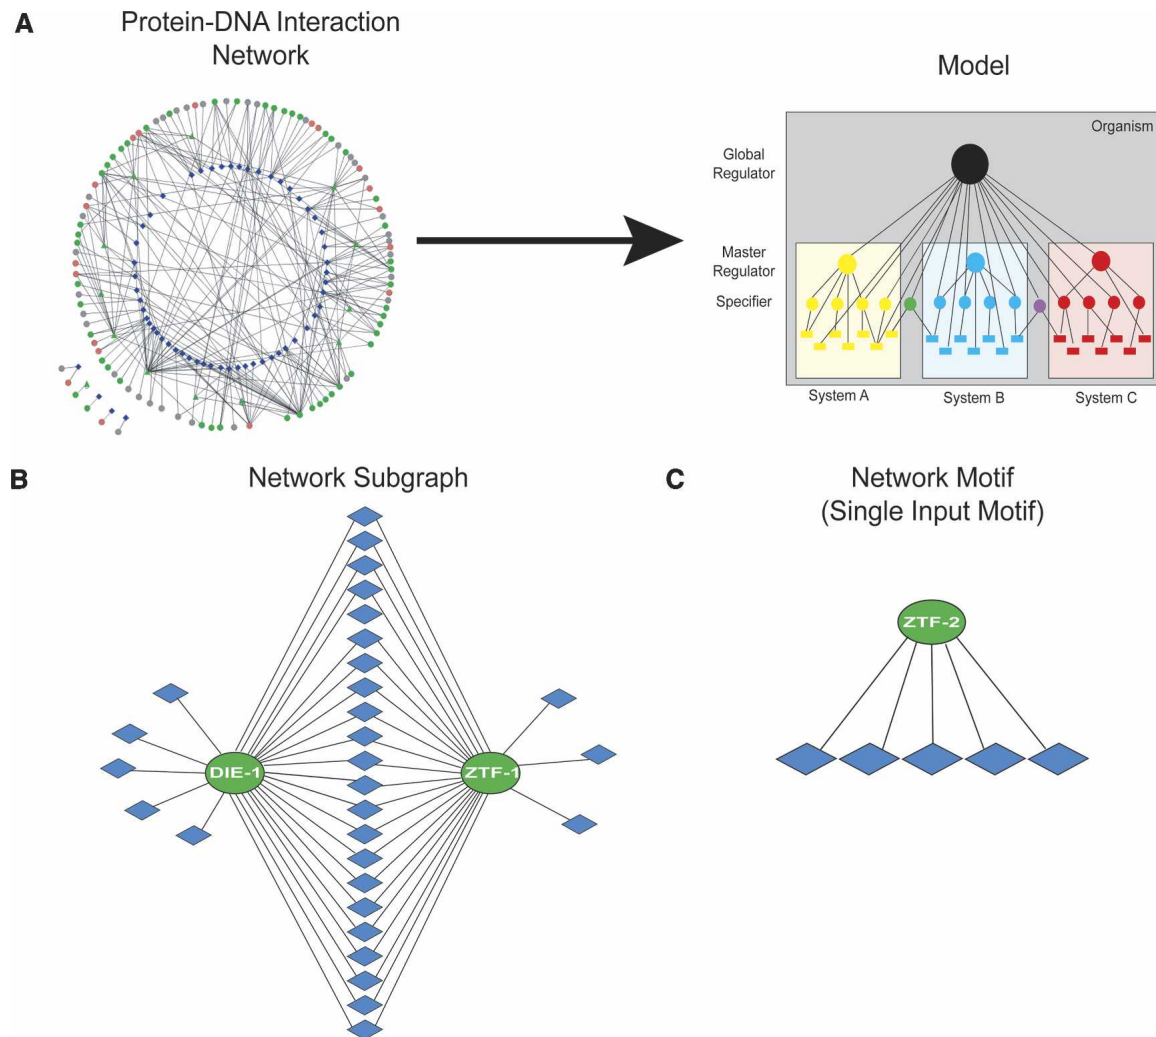 A
Protein-DNA Interaction
Network
Model
Organism
Global
Regulator
Master
Regulator
Specifier
System A
System B
System C
B
Network Subgraph
DIE-1
ZTF-1
C
Network Motif
(Single Input Motif)
ZTF-2